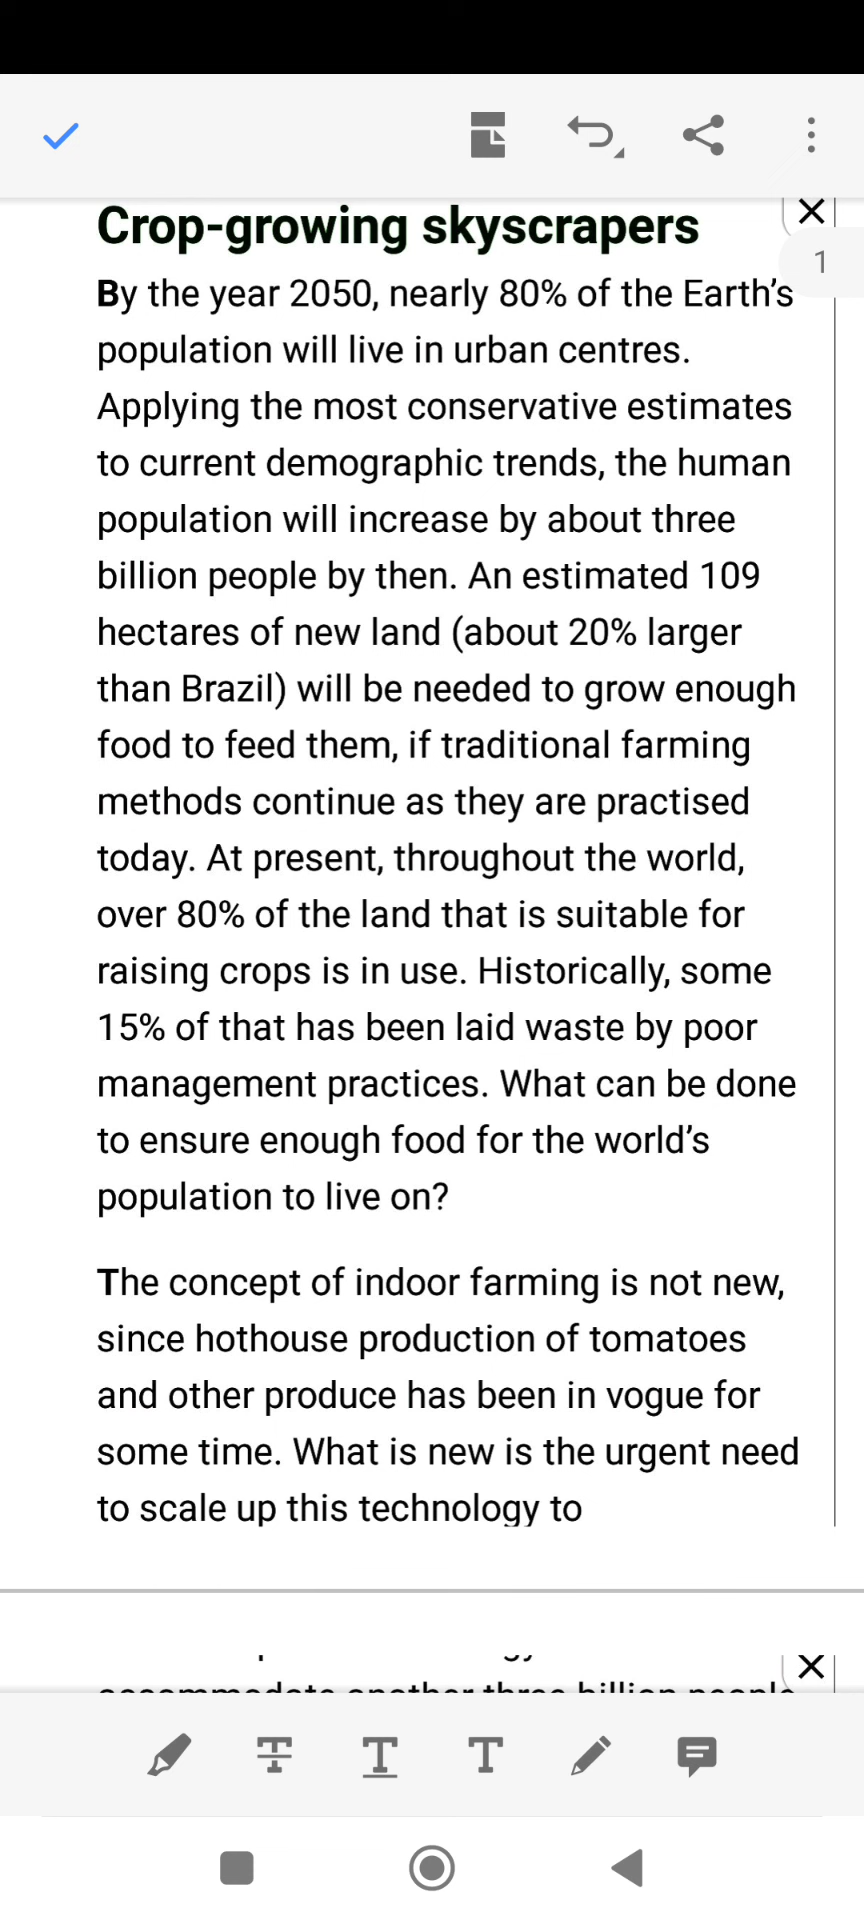 Crop-growing skyscrapers
1
By the year 2050, nearly 80% of the Earth’s
population will live in urban centres.
Applying the most conservative estimates
to current demographic trends, the human
population will increase by about three
billion people by then. An estimated 109
hectares of new land (about 20% larger
than Brazil) will be needed to grow enough
food to feed them, if traditional farming
methods continue as they are practised
today. At present, throughout the world,
over 80% of the land that is suitable for
raising crops is in use. Historically, some
15% of that has been laid waste by poor
management practices. What can be done
to ensure enough food for the world’s
population to live on?
The concept of indoor farming is not new,
since hothouse production of tomatoes
and other produce has been in vogue for
some time. What is new is the urgent need
to scale up this technology to
accommodate another three billion people